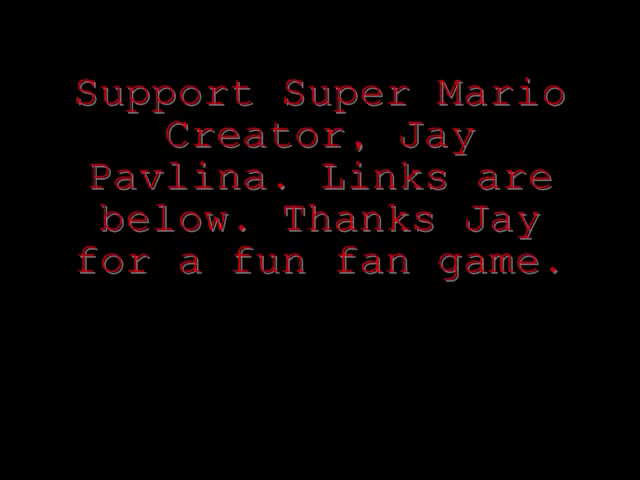 Support Super Mario
Creator, Jay
Pavlina. Links are
below. Thanks Jay
for a fun fan game.